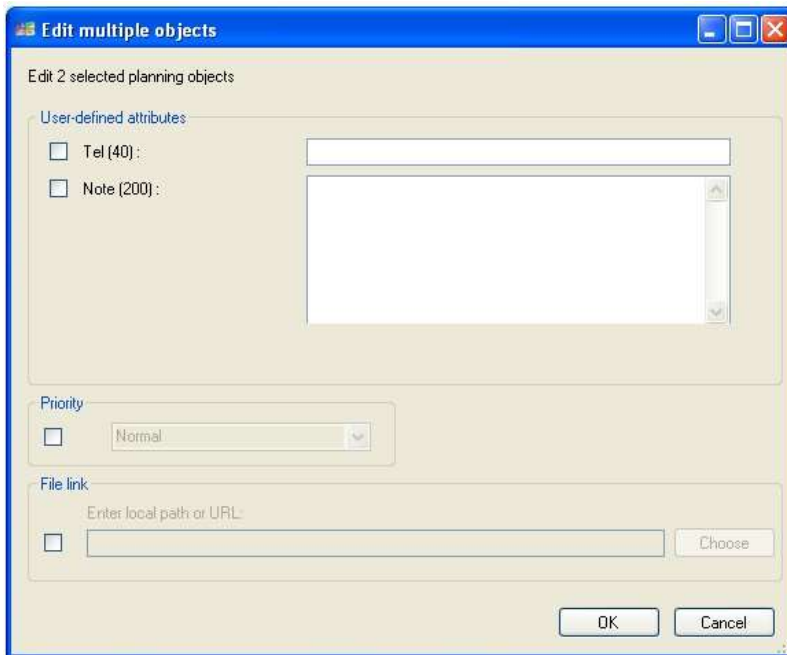 Edit multiple objects
Edit 2 selected planning objects
User-defined attributes
Tel (40) :
Note (200) :
Priority
Normal
File link
Enter local path or URL:
Choose
OK
Cancel